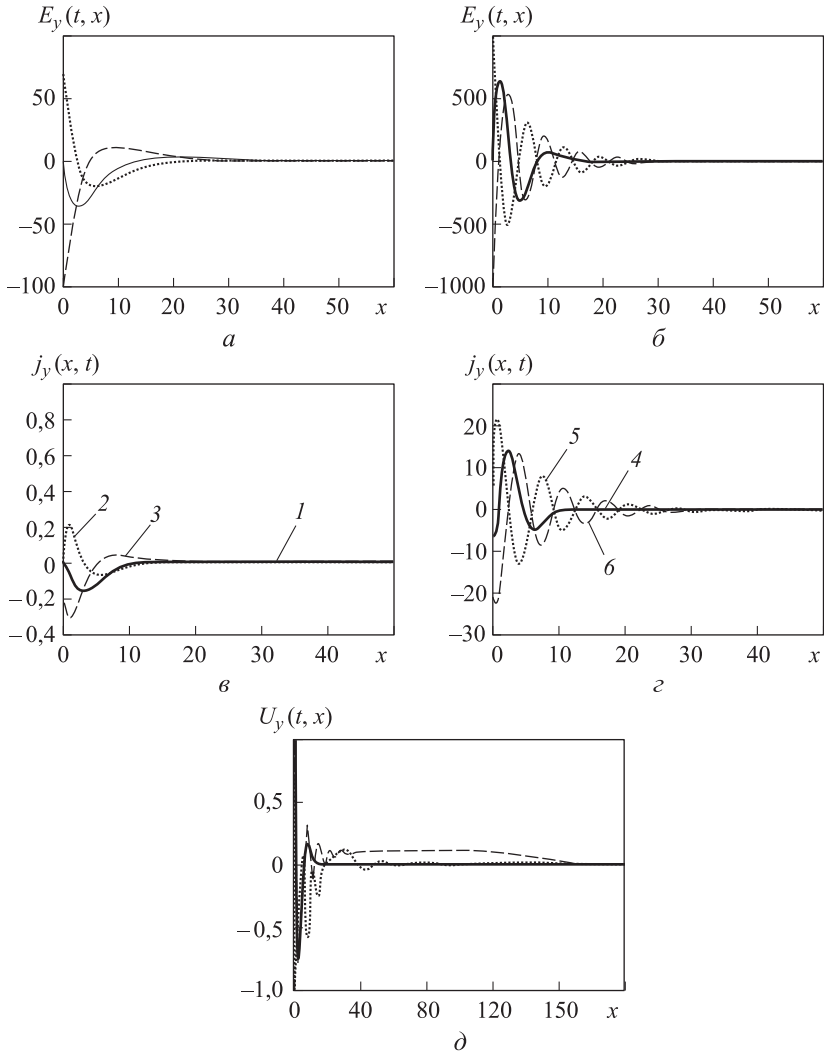 E_y(t, x)
50
0
−50
−100
0 10 20 30 40 50 x
а
E_y(t, x)
500
0
−500
−1000
0 10 20 30 40 50 x
б
j_y(x, t)
0,8
0,6
0,4
0,2
0
−0,2
−0,4
2
3
1
0 10 20 30 40 x
в
j_y(x, t)
20
10
0
−10
−20
−30
5
4
6
0 10 20 30 40 x
г
U_y(t, x)
0,5
0
−0,5
−1,0
0 40 80 120 150 x
д